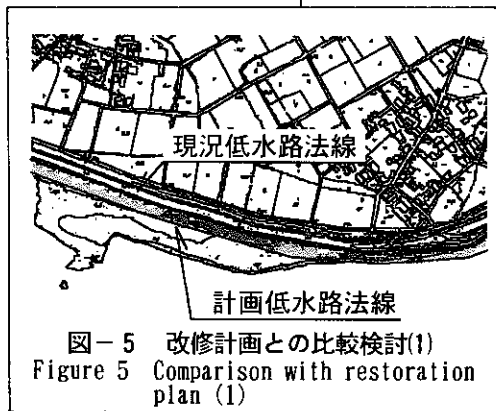 現況低水路法線
計画低水路法線
図-5 改修計画との比較検討(1)
Figure 5 Comparison with restoration
plan (1)